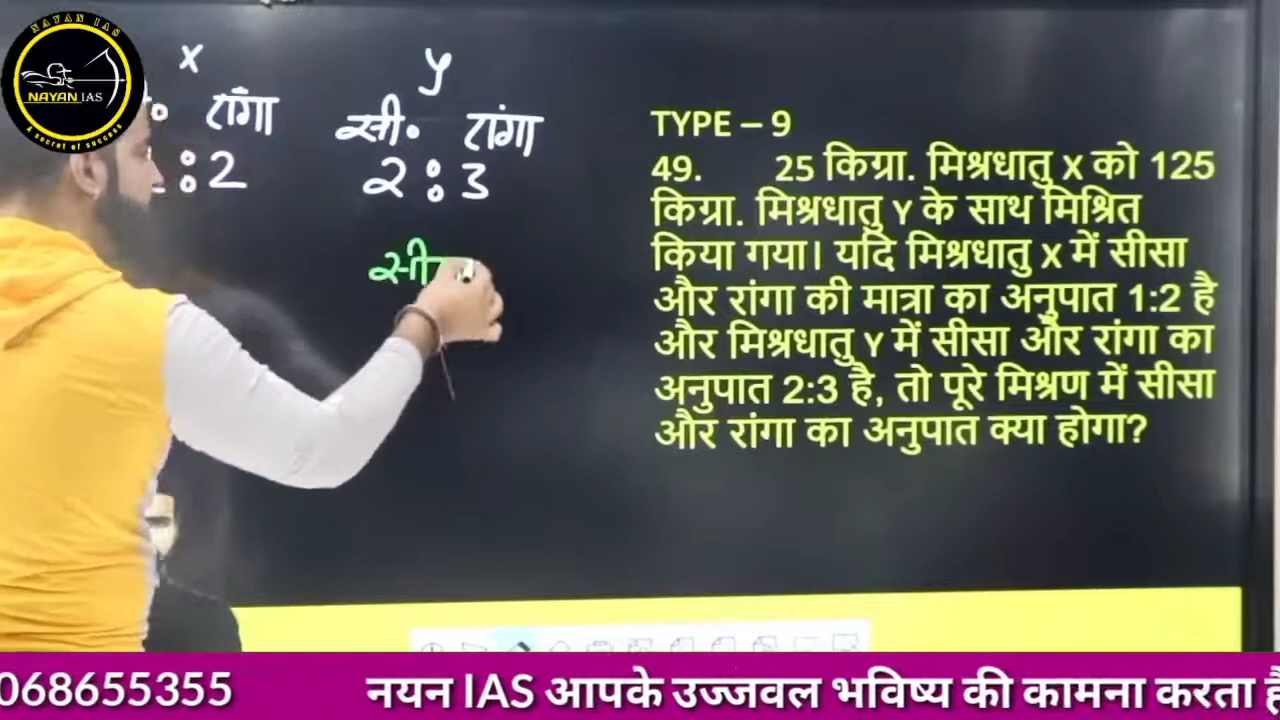 NAYAN IAS
NAYAN IAS
A secret of success
x
y
रांगा
सी. रांगा
: 2
2 : 3
TYPE – 9
49. 25 किग्रा. मिश्रधातु X को 125
किग्रा. मिश्रधातु Y के साथ मिश्रित
किया गया। यदि मिश्रधातु X में सीसा
और रांगा की मात्रा का अनुपात 1:2 है
और मिश्रधातु Y में सीसा और रांगा का
अनुपात 2:3 है, तो पूरे मिश्रण में सीसा
और रांगा का अनुपात क्या होगा?
068655355 नयन IAS आपके उज्जवल भविष्य की कामना करता है